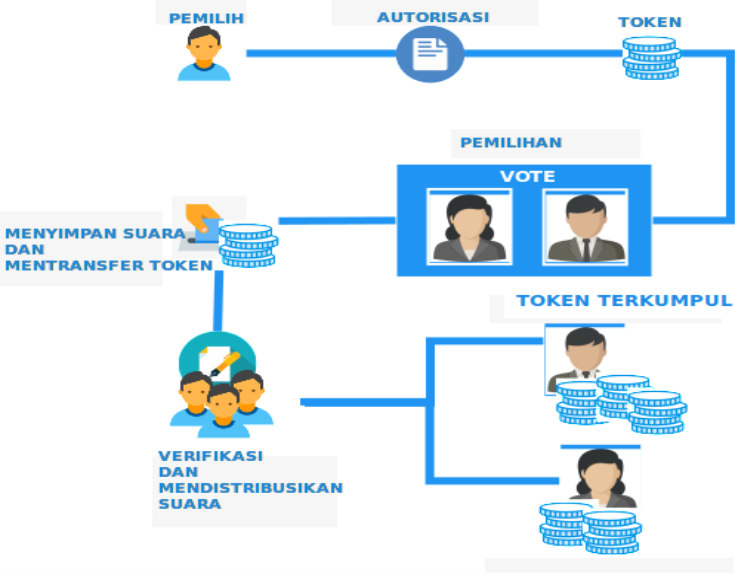 PEMILIH
AUTORISASI
TOKEN
PEMILIHAN
VOTE
MENYIMPAN SUARA
DAN
MENTRANSFER TOKEN
TOKEN TERKUMPUL
VERIFIKASI
DAN
MENDISTRIBUSIKAN
SUARA